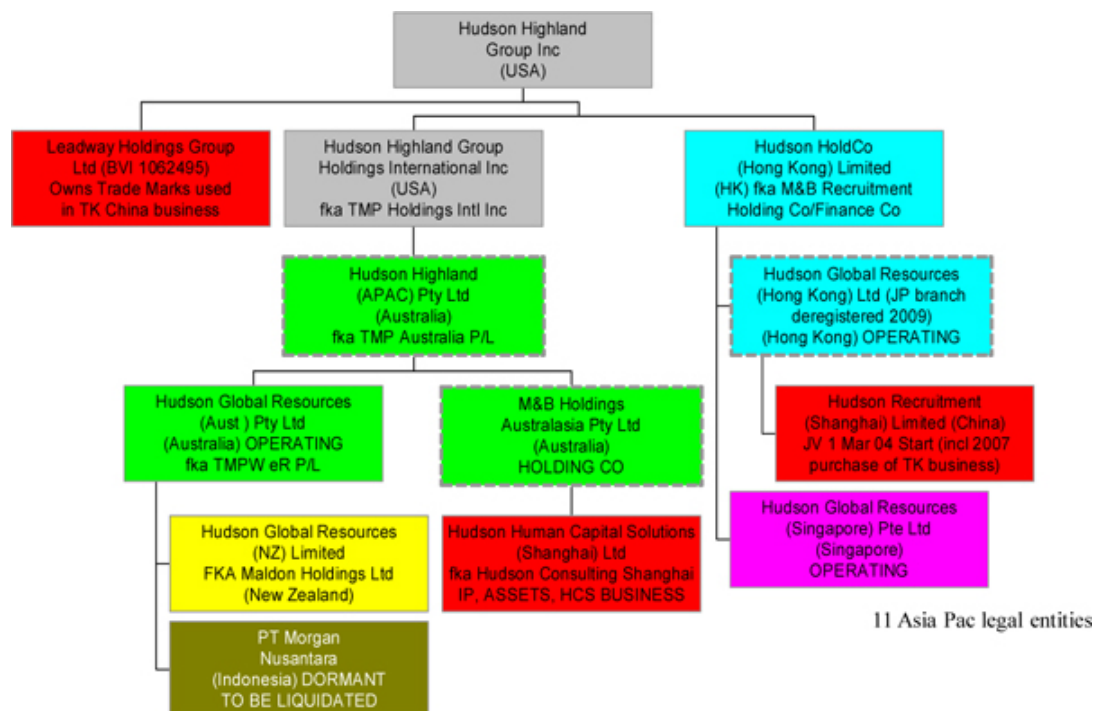 Hudson Highland
Group Inc
(USA)
Leadway Holdings Group
Ltd (BVI 1062495)
Owns Trade Marks used
in TK China business
Hudson Highland Group
Holdings International Inc
(USA)
fka TMP Holdings Intl Inc
Hudson HoldCo
(Hong Kong) Limited
(HK) fka M&B Recruitment
Holding Co/Finance Co
Hudson Highland
(APAC) Pty Ltd
(Australia)
fka TMP Australia P/L
Hudson Global Resources
(Hong Kong) Ltd (JP branch
deregistered 2009)
(Hong Kong) OPERATING
Hudson Global Resources
(Aust ) Pty Ltd
(Australia) OPERATING
fka TMPW eR P/L
M&B Holdings
Australasia Pty Ltd
(Australia)
HOLDING CO
Hudson Recruitment
(Shanghai) Limited (China)
JV 1 Mar 04 Start (incl 2007
purchase of TK business)
Hudson Global Resources
(NZ) Limited
FKA Maldon Holdings Ltd
(New Zealand)
Hudson Human Capital Solutions
(Shanghai) Ltd
fka Hudson Consulting Shanghai
IP, ASSETS, HCS BUSINESS
Hudson Global Resources
(Singapore) Pte Ltd
(Singapore)
OPERATING
11 Asia Pac legal entities
PT Morgan
Nusantara
(Indonesia) DORMANT
TO BE LIQUIDATED